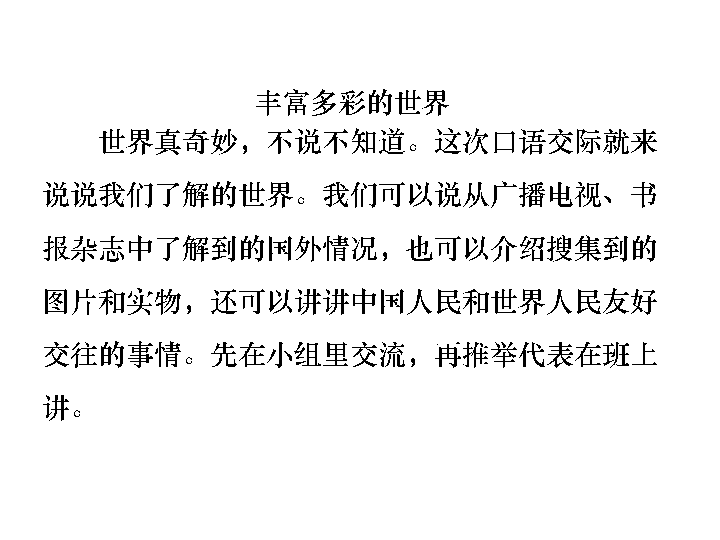 丰富多彩的世界
世界真奇妙，不说不知道。这次口语交际就来
说说我们了解的世界。我们可以说从广播电视、书
报杂志中了解到的国外情况，也可以介绍搜集到的
图片和实物，还可以讲讲中国人民和世界人民友好
交往的事情。先在小组里交流，再推举代表在班上
讲。